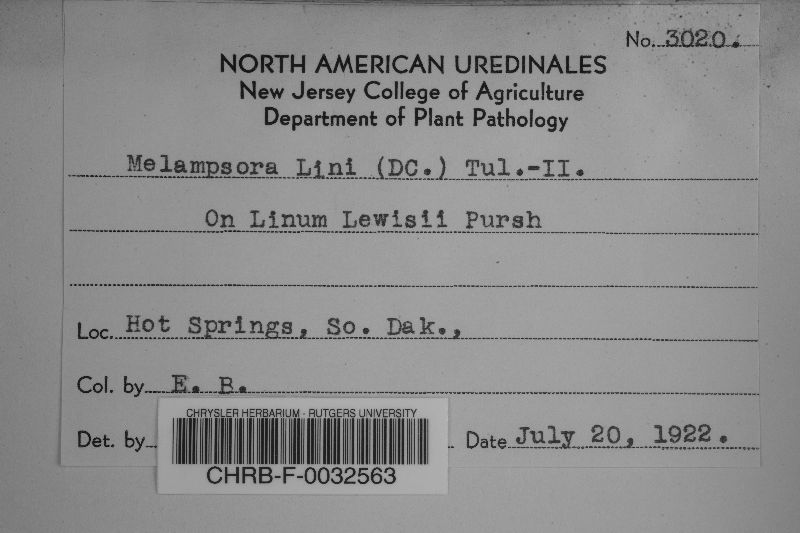 No. 3020.
NORTH AMERICAN UREDINALES
New Jersey College of Agriculture
Department of Plant Pathology
Melampsora Lini (DC.) Tul.-II.
On Linum Lewisii Pursh
Loc. Hot Springs, So. Dak.,
Col. by E. B.
Det. by
Date July 20, 1922.
CHRYSLER HERBARIUM - RUTGERS UNIVERSITY
CHRB-F-0032563